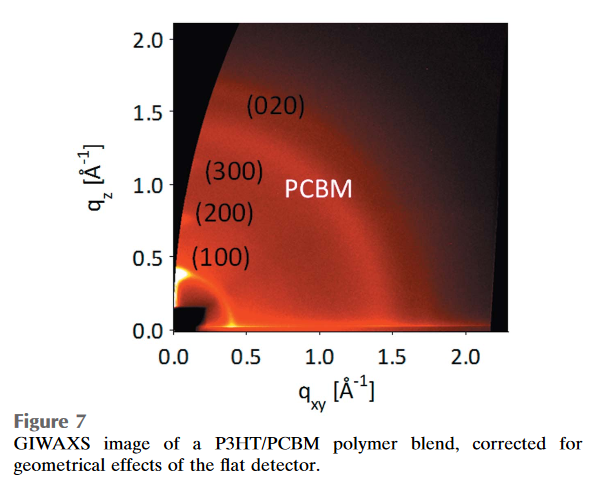 2.0
1.5
1.0
0.5
0.0
q_z [Å^-1]
(020)
(300)
PCBM
(200)
(100)
0.0 0.5 1.0 1.5 2.0
q_xy [Å^-1]
Figure 7
GIWAXS image of a P3HT/PCBM polymer blend, corrected for
geometrical effects of the flat detector.